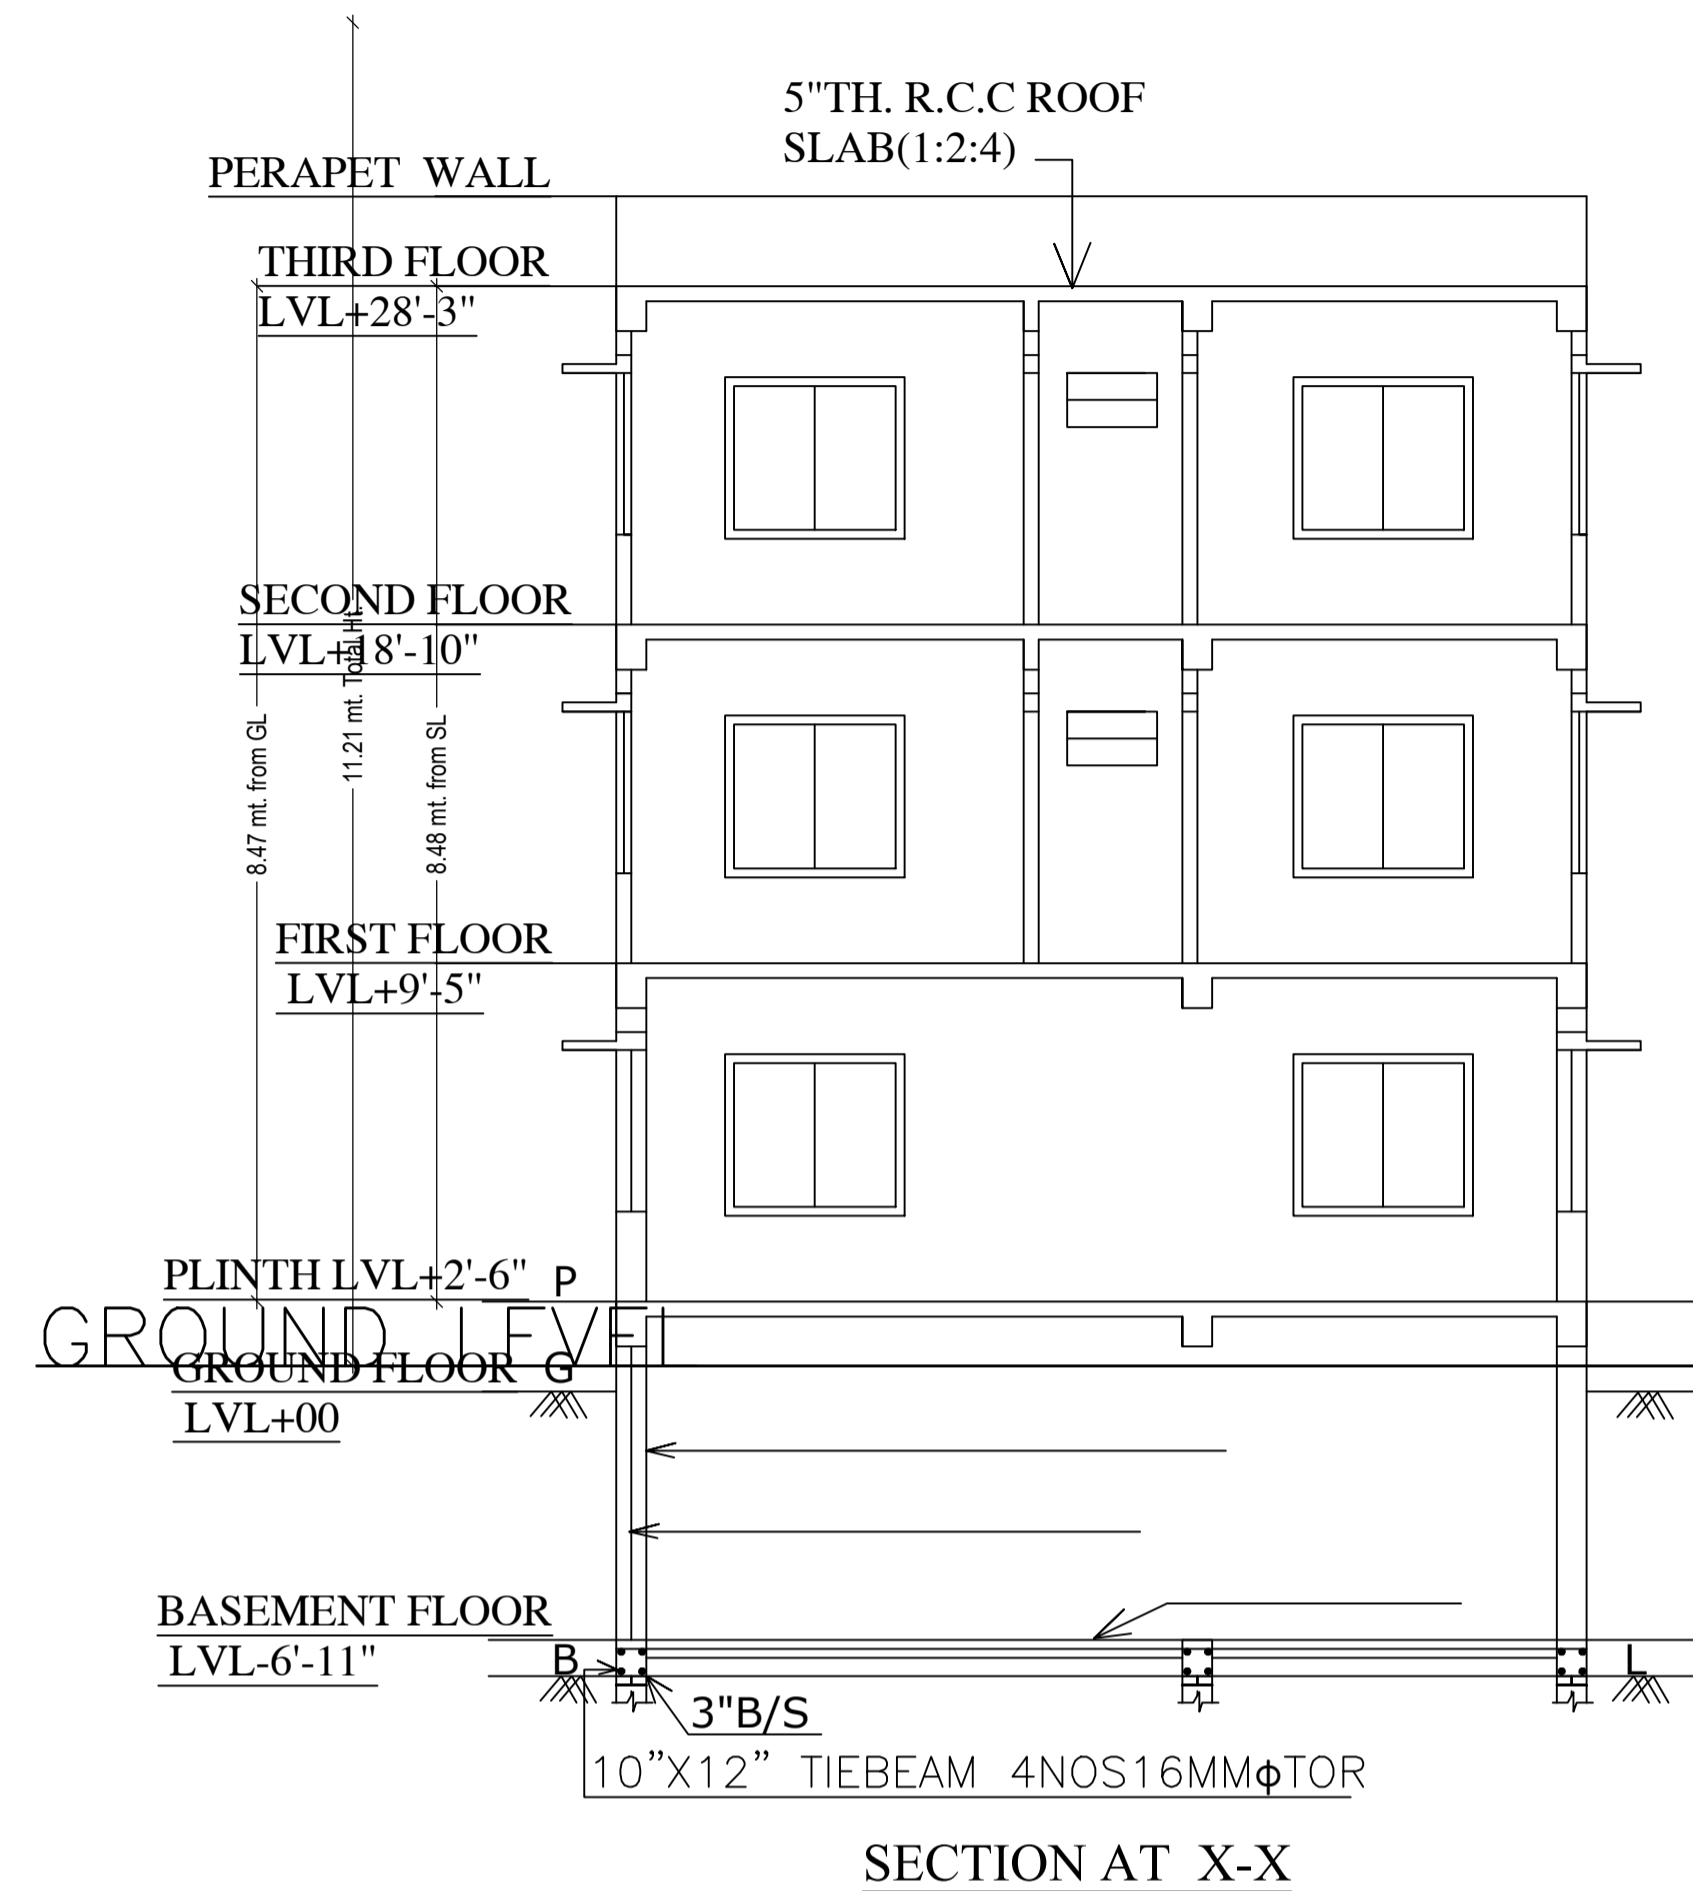 5"TH. R.C.C ROOF
SLAB(1:2:4)
PERAPET WALL
THIRD FLOOR
LVL+28'-3"
SECOND FLOOR
LVL+18'-10"
11.21 mt. Total Ht.
8.47 mt. from GL
8.48 mt. from SL
FIRST FLOOR
LVL+9'-5"
PLINTH LVL+2'-6" P
GROUND LEVEL
GROUND FLOOR G
LVL+00
BASEMENT FLOOR
LVL-6'-11"
B
L
3"B/S
10”X12” TIEBEAM 4NOS16MMϕTOR
SECTION AT X-X